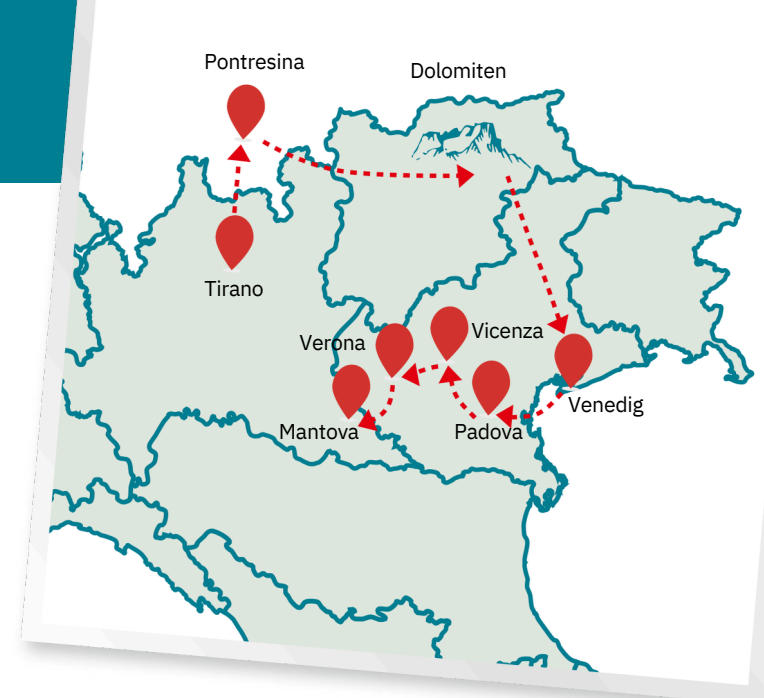 Pontresina
Dolomiten
Tirano
Verona
Vicenza
Venedig
Mantova
Padova